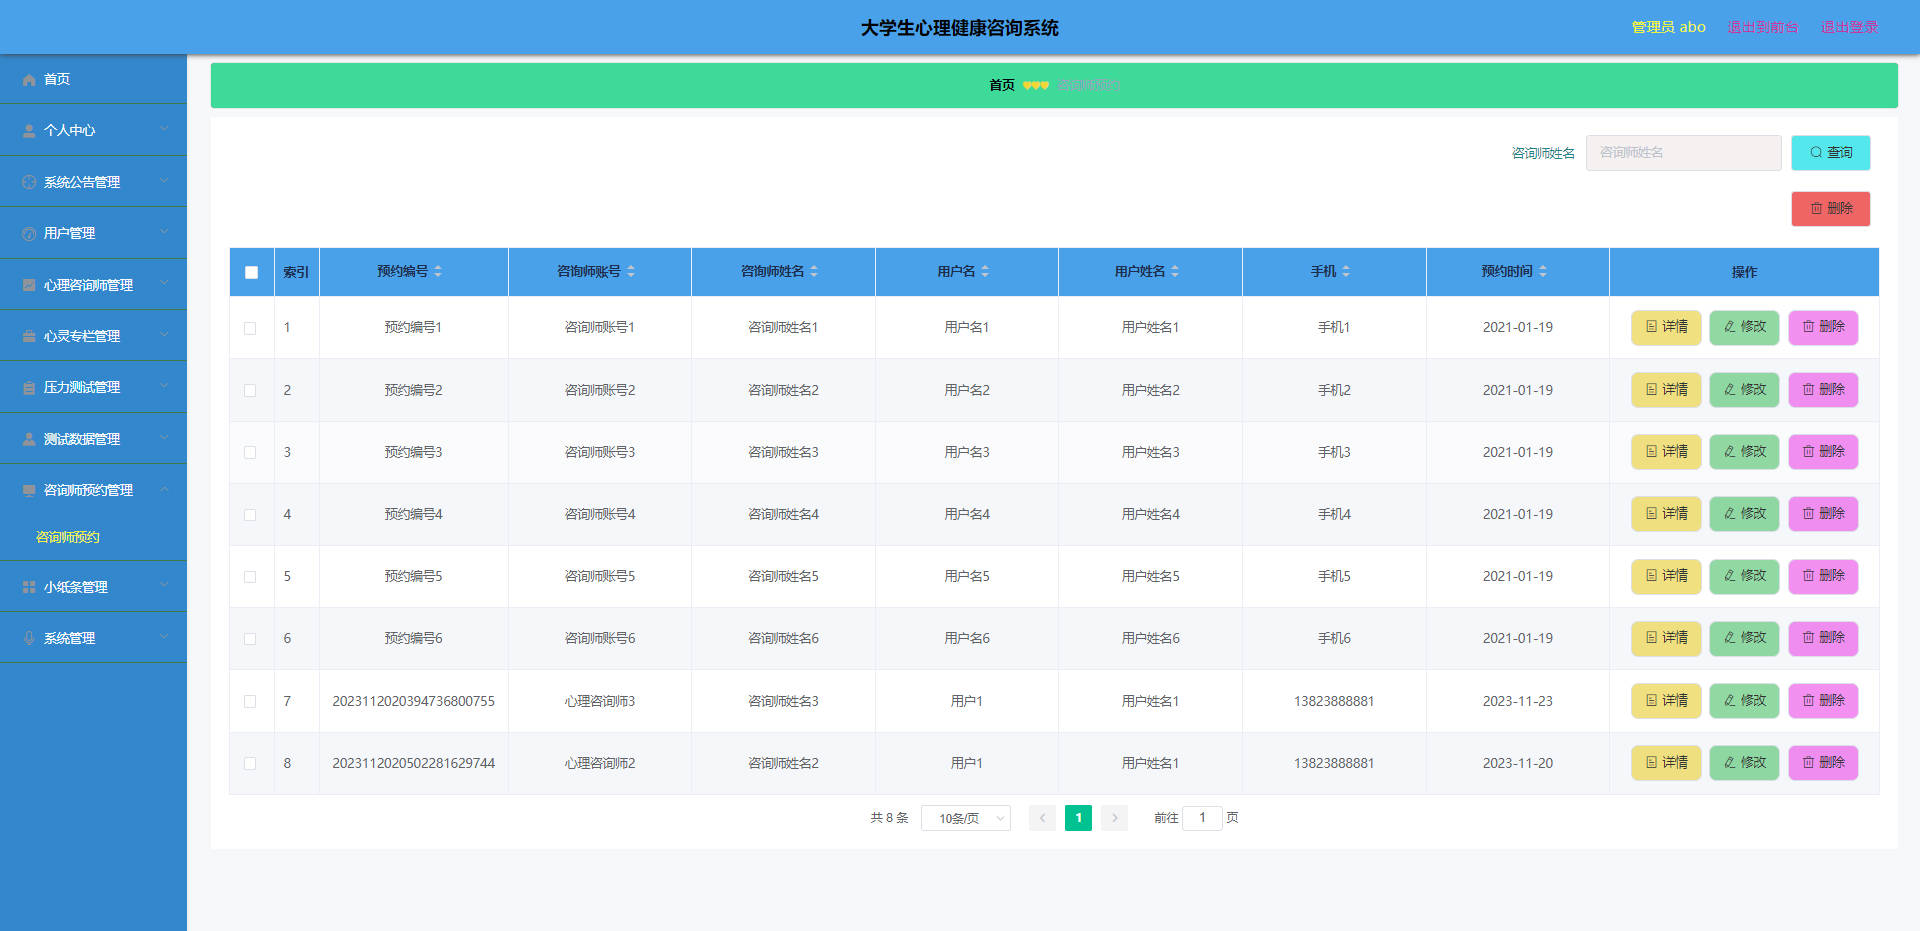 大学生心理健康咨询系统
管理员 abo 退出到前台 退出登录
首页
个人中心
系统公告管理
用户管理
心理咨询师管理
心灵专栏管理
压力测试管理
测试数据管理
咨询师预约管理
咨询师预约
小纸条管理
系统管理
首页 咨询师预约
咨询师姓名 咨询师姓名 查询
删除
索引 预约编号 咨询师账号 咨询师姓名 用户名 用户姓名 手机 预约时间 操作
1 预约编号1 咨询师账号1 咨询师姓名1 用户名1 用户姓名1 手机1 2021-01-19 详情 修改 删除
2 预约编号2 咨询师账号2 咨询师姓名2 用户名2 用户姓名2 手机2 2021-01-19 详情 修改 删除
3 预约编号3 咨询师账号3 咨询师姓名3 用户名3 用户姓名3 手机3 2021-01-19 详情 修改 删除
4 预约编号4 咨询师账号4 咨询师姓名4 用户名4 用户姓名4 手机4 2021-01-19 详情 修改 删除
5 预约编号5 咨询师账号5 咨询师姓名5 用户名5 用户姓名5 手机5 2021-01-19 详情 修改 删除
6 预约编号6 咨询师账号6 咨询师姓名6 用户名6 用户姓名6 手机6 2021-01-19 详情 修改 删除
7 2023112020394736800755 心理咨询师3 咨询师姓名3 用户1 用户姓名1 13823888881 2023-11-23 详情 修改 删除
8 2023112020502281629744 心理咨询师2 咨询师姓名2 用户1 用户姓名1 13823888881 2023-11-20 详情 修改 删除
共 8 条 10条/页 1 前往 1 页